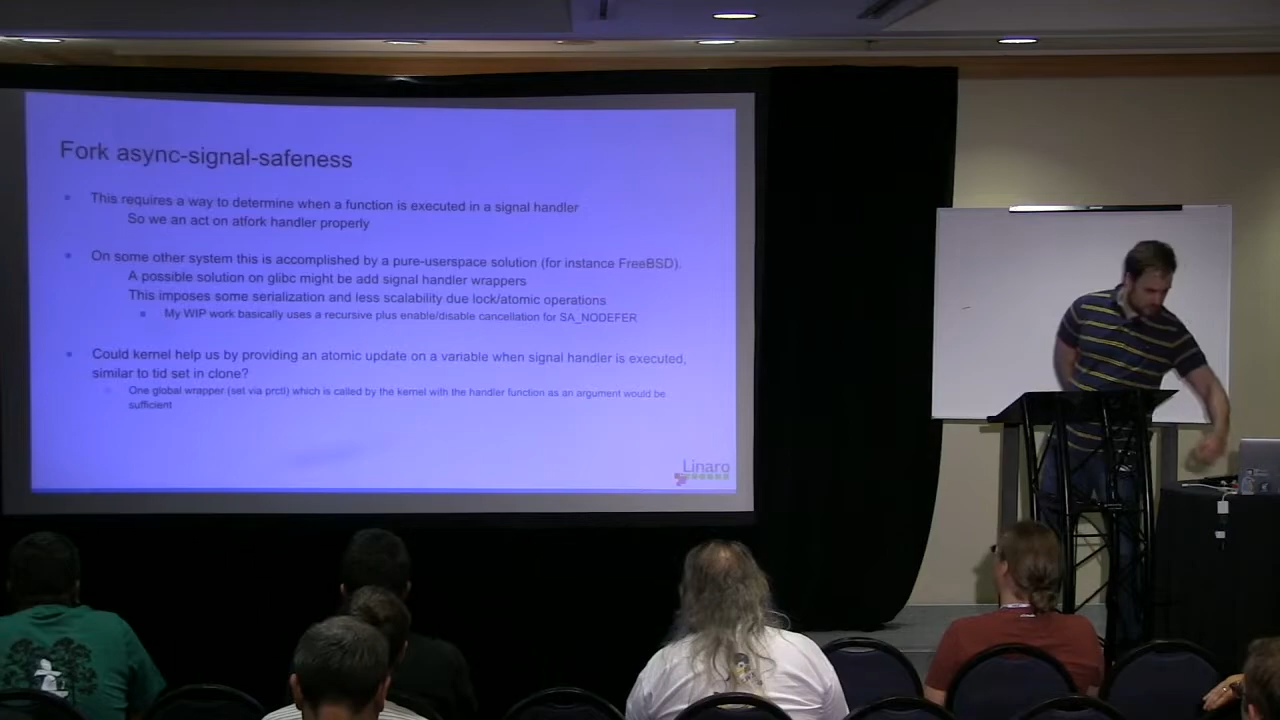 Fork async-signal-safeness
This requires a way to determine when a function is executed in a signal handler
So we an act on atfork handler properly
On some other system this is accomplished by a pure-userspace solution (for instance FreeBSD).
A possible solution on glibc might be add signal handler wrappers
This imposes some serialization and less scalability due lock/atomic operations
My WIP work basically uses a recursive plus enable/disable cancellation for SA_NODEFER
Could kernel help us by providing an atomic update on a variable when signal handler is executed,
similar to tid set in clone?
One global wrapper (set via prctl) which is called by the kernel with the handler function as an argument would be
sufficient
Linaro